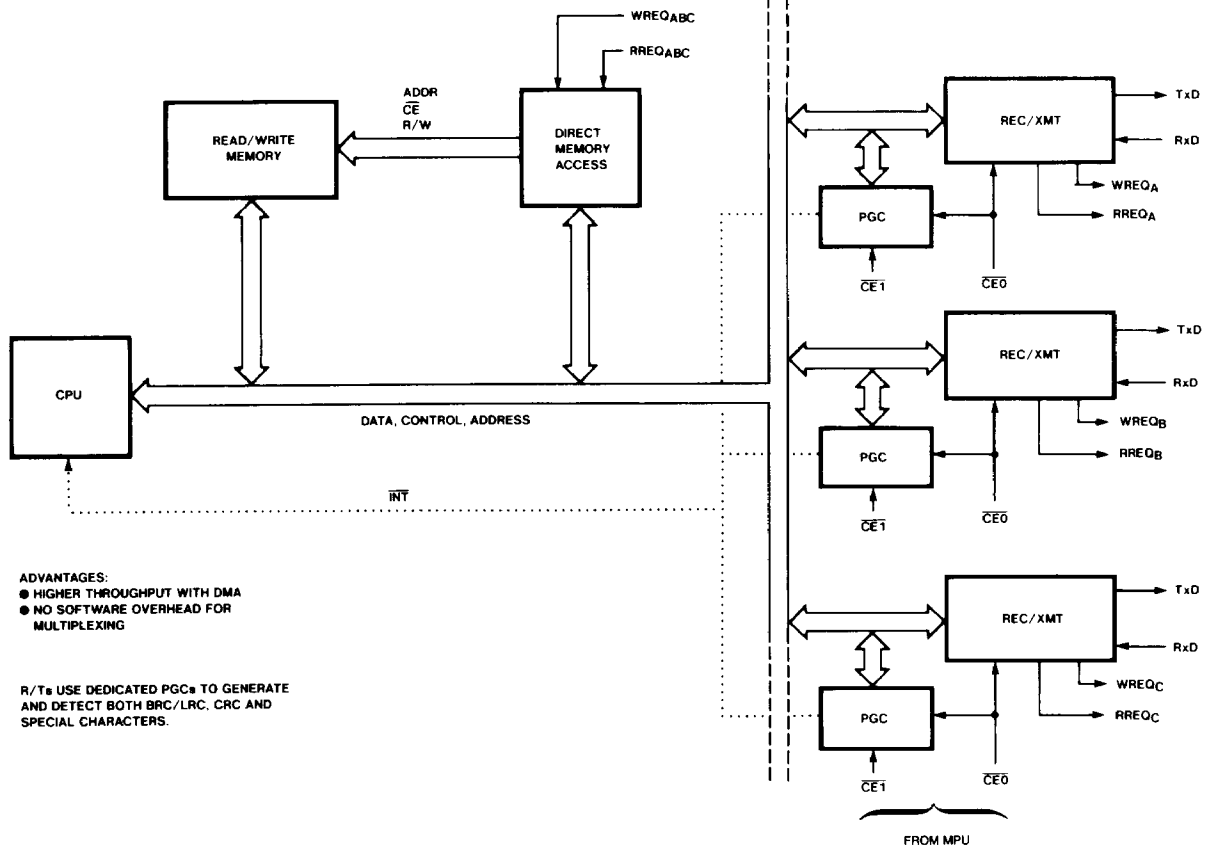 WREQABC
RREQABC
ADDR
CE
R/W
READ/WRITE
MEMORY
DIRECT
MEMORY
ACCESS
CPU
DATA, CONTROL, ADDRESS
INT
ADVANTAGES:
● HIGHER THROUGHPUT WITH DMA
● NO SOFTWARE OVERHEAD FOR
MULTIPLEXING
R/Ts USE DEDICATED PGCs TO GENERATE
AND DETECT BOTH BRC/LRC, CRC AND
SPECIAL CHARACTERS.
REC/XMT
TxD
RxD
WREQA
RREQA
PGC
CE1
CE0
REC/XMT
TxD
RxD
WREQB
RREQB
PGC
CE1
CE0
REC/XMT
TxD
RxD
WREQC
RREQC
PGC
CE1
CE0
FROM MPU